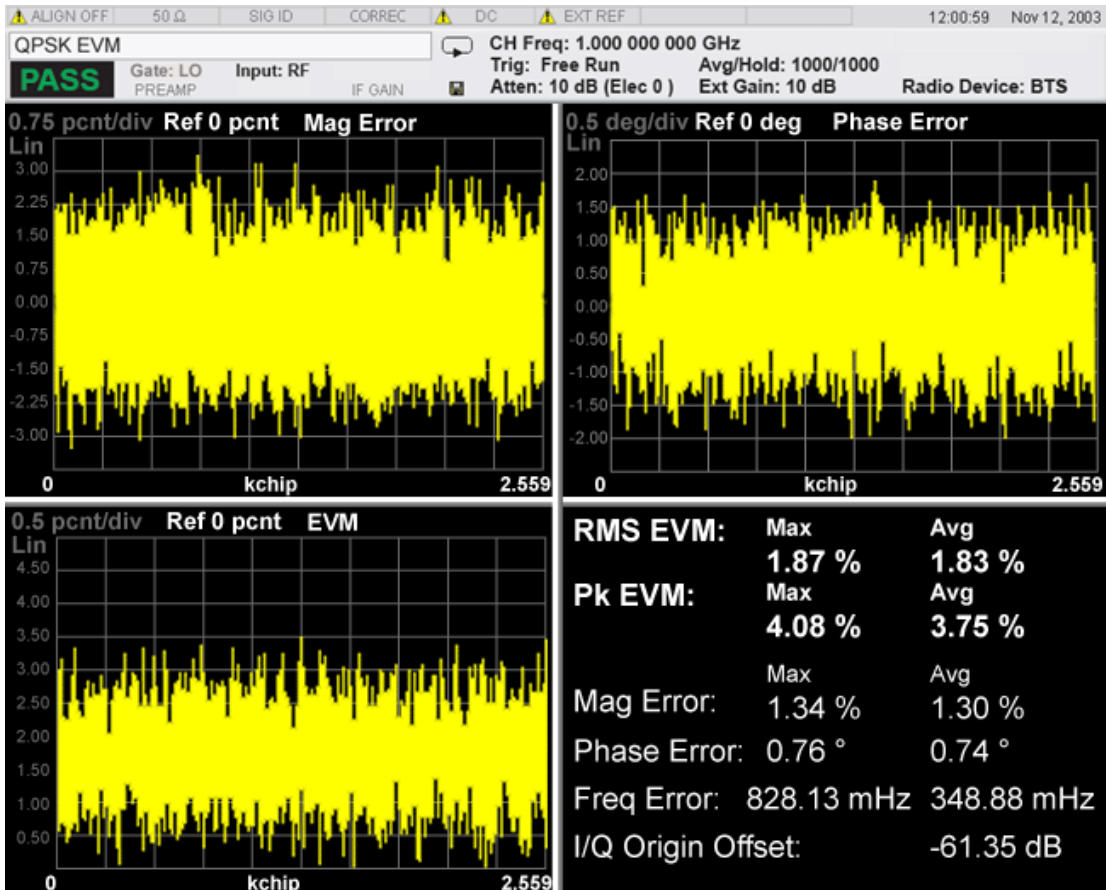 ALIGN OFF 50 Ω SIG ID CORREC DC EXT REF 12:00:59 Nov 12, 2003
QPSK EVM
PASS
Gate: LO Input: RF
PREAMP IF GAIN
CH Freq: 1.000 000 000 GHz
Trig: Free Run Avg/Hold: 1000/1000
Atten: 10 dB (Elec 0 ) Ext Gain: 10 dB Radio Device: BTS
0.75 pcnt/div Ref 0 pcnt Mag Error
Lin
3.00
2.25
1.50
0.75
0.00
-0.75
-1.50
-2.25
-3.00
0 kchip 2.559
0.5 deg/div Ref 0 deg Phase Error
Lin
2.00
1.50
1.00
0.50
0.00
-0.50
-1.00
-1.50
-2.00
0 kchip 2.559
0.5 pcnt/div Ref 0 pcnt EVM
Lin
4.50
4.00
3.50
3.00
2.50
2.00
1.50
1.00
0.50
0 kchip 2.559
RMS EVM: Max Avg
1.87 % 1.83 %
Pk EVM: Max Avg
4.08 % 3.75 %
Max Avg
Mag Error: 1.34 % 1.30 %
Phase Error: 0.76 ° 0.74 °
Freq Error: 828.13 mHz 348.88 mHz
I/Q Origin Offset: -61.35 dB